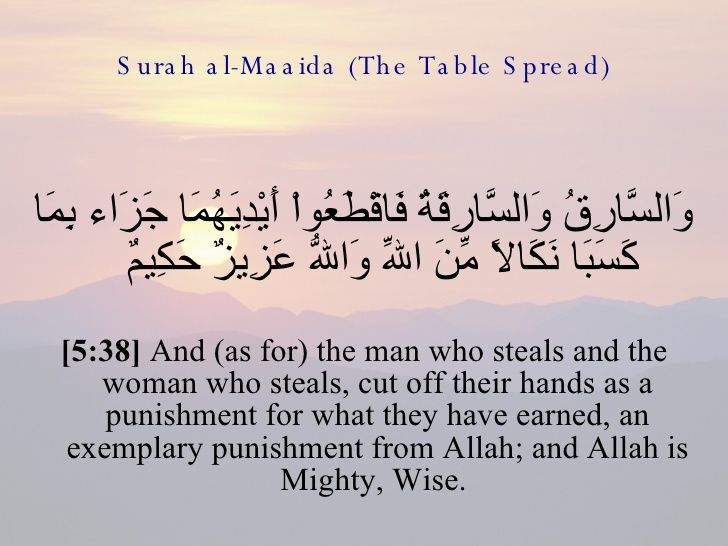 Surah al-Maaida (The Table Spread)
وَالسَّارِقُ وَالسَّارِقَةُ فَاقْطَعُواْ أَيْدِيَهُمَا جَزَاء بِمَا
كَسَبَا نَكَالاً مِّنَ اللّهِ وَاللّهُ عَزِيزٌ حَكِيمٌ
[5:38] And (as for) the man who steals and the
woman who steals, cut off their hands as a
punishment for what they have earned, an
exemplary punishment from Allah; and Allah is
Mighty, Wise.